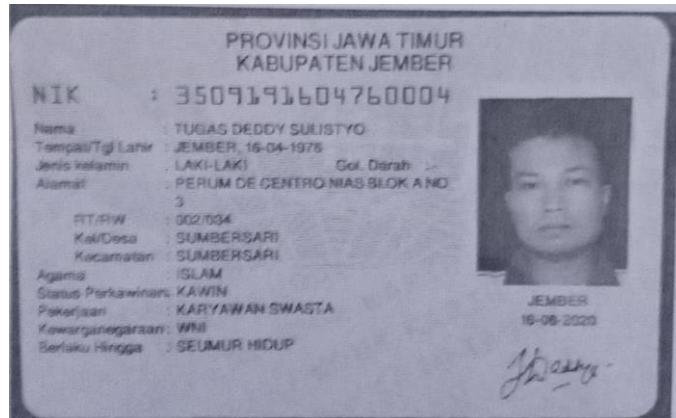 PROVINSI JAWA TIMUR
KABUPATEN JEMBER
NIK : 3509191604760004
Nama : TUGAS DEDDY SULISTYO
Tempat/Tgl Lahir : JEMBER, 16-04-1976
Jenis kelamin : LAKI-LAKI Gol. Darah : -
Alamat : PERUM DE CENTRO NIAS BLOK A NO
3
RT/RW : 002/034
Kel/Desa : SUMBERSARI
Kecamatan : SUMBERSARI
Agama : ISLAM
Status Perkawinan: KAWIN
Pekerjaan : KARYAWAN SWASTA
Kewarganegaraan: WNI
Berlaku Hingga : SEUMUR HIDUP
JEMBER
16-06-2020